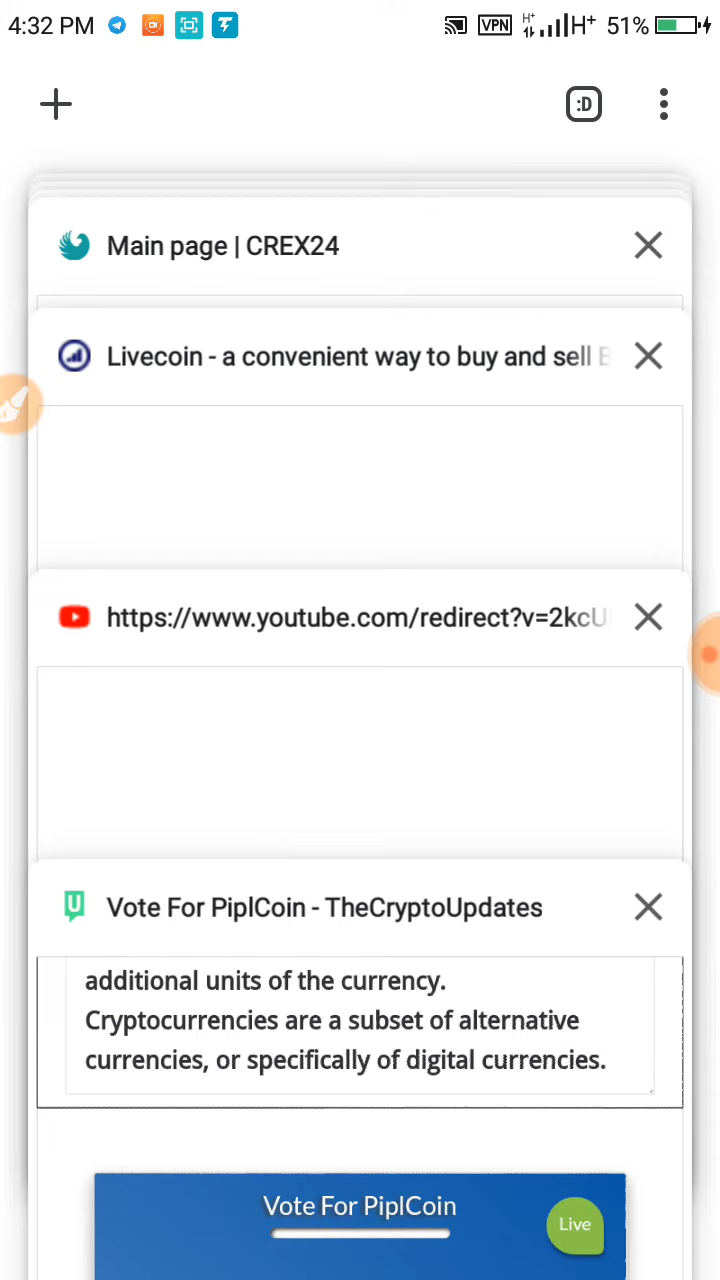 4:32 PM VPN H+ H+ 51%
:D
Main page | CREX24
Livecoin - a convenient way to buy and sell
https://www.youtube.com/redirect?v=2kcU
Vote For PiplCoin - TheCryptoUpdates
additional units of the currency.
Cryptocurrencies are a subset of alternative
currencies, or specifically of digital currencies.
Vote For PiplCoin
Live